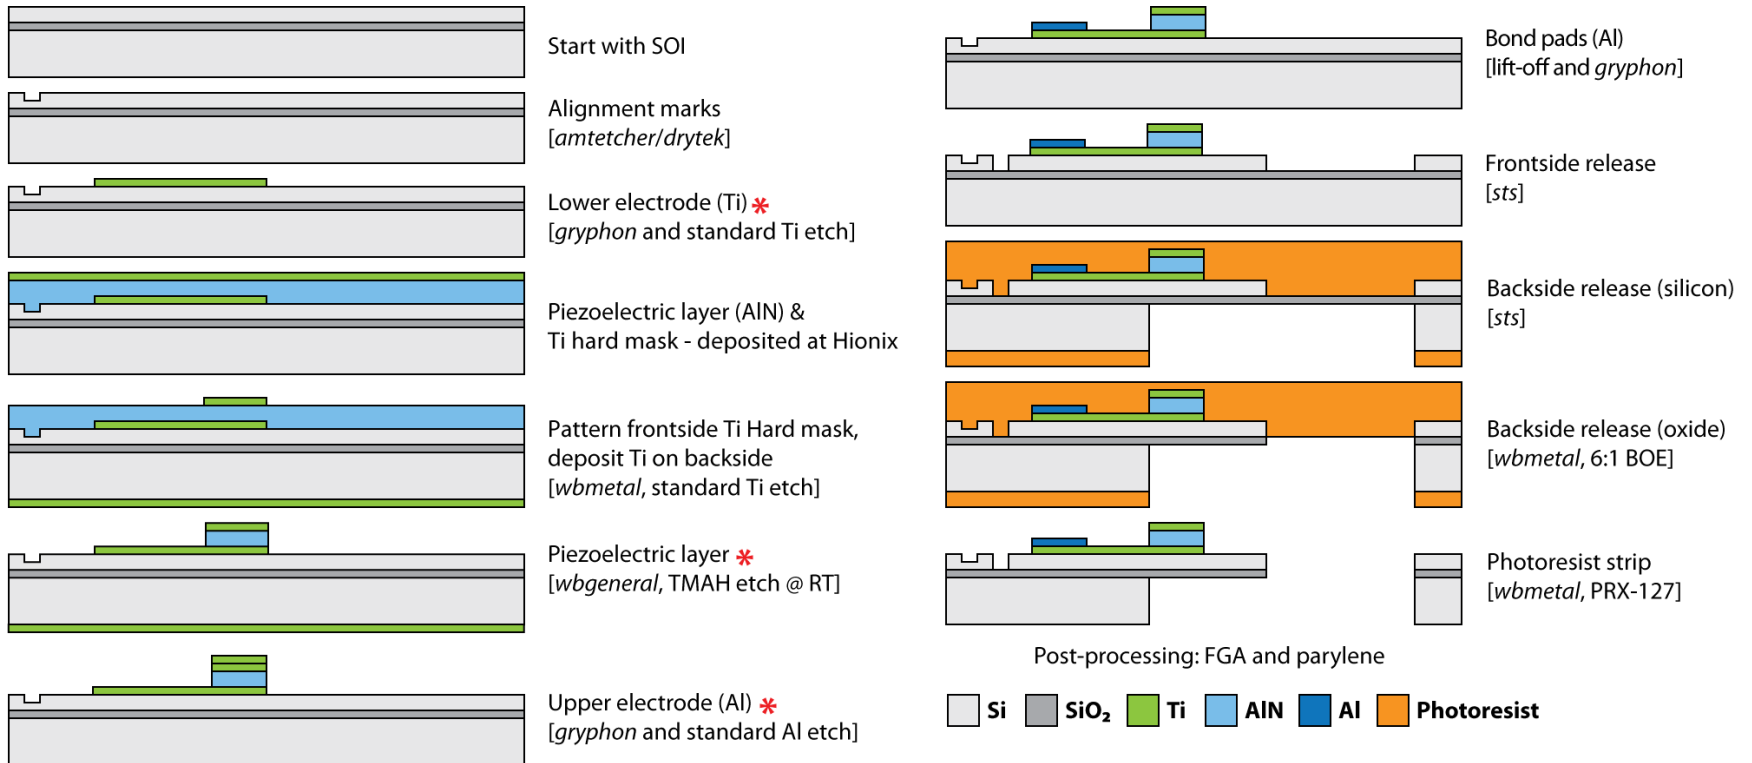 Start with SOI
Alignment marks
[amtetcher/drytek]
Lower electrode (Ti) *
[gryphon and standard Ti etch]
Piezoelectric layer (AlN) &
Ti hard mask - deposited at Hionix
Pattern frontside Ti Hard mask,
deposit Ti on backside
[wbmetal, standard Ti etch]
Piezoelectric layer *
[wbgeneral, TMAH etch @ RT]
Upper electrode (Al) *
[gryphon and standard Al etch]
Bond pads (Al)
[lift-off and gryphon]
Frontside release
[sts]
Backside release (silicon)
[sts]
Backside release (oxide)
[wbmetal, 6:1 BOE]
Photoresist strip
[wbmetal, PRX-127]
Post-processing: FGA and parylene
Si SiO₂ Ti AlN Al Photoresist